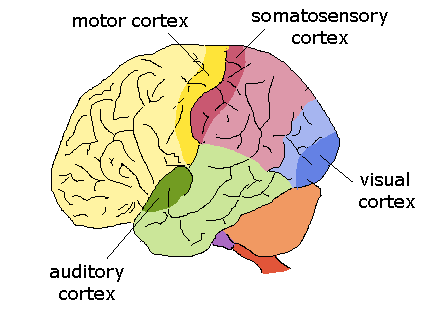 motor cortex
somatosensory
cortex
visual
cortex
auditory
cortex